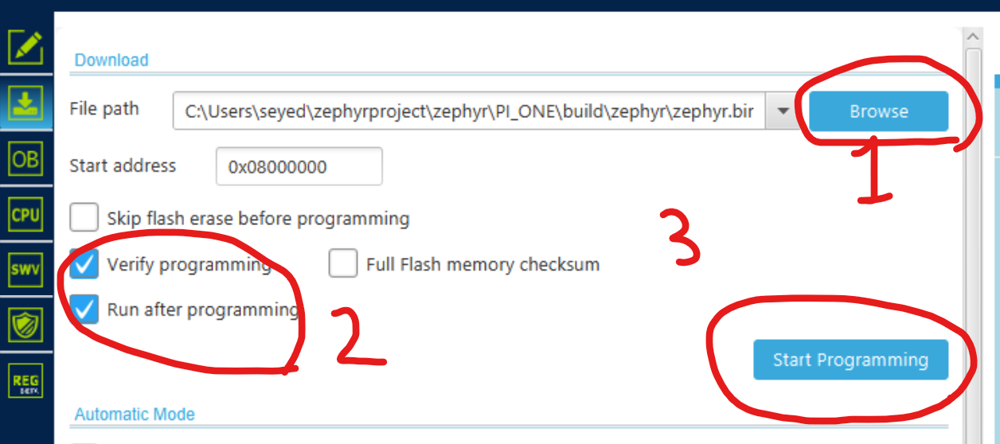 Download
File path C:\Users\seyed\zephyrproject\zephyr\PI_ONE\build\zephyr\zephyr.bin Browse
1
Start address 0x08000000
OB
CPU
Skip flash erase before programming
3
SWV
Verify programming Full Flash memory checksum
Run after programming
2
Start Programming
REG
Automatic Mode